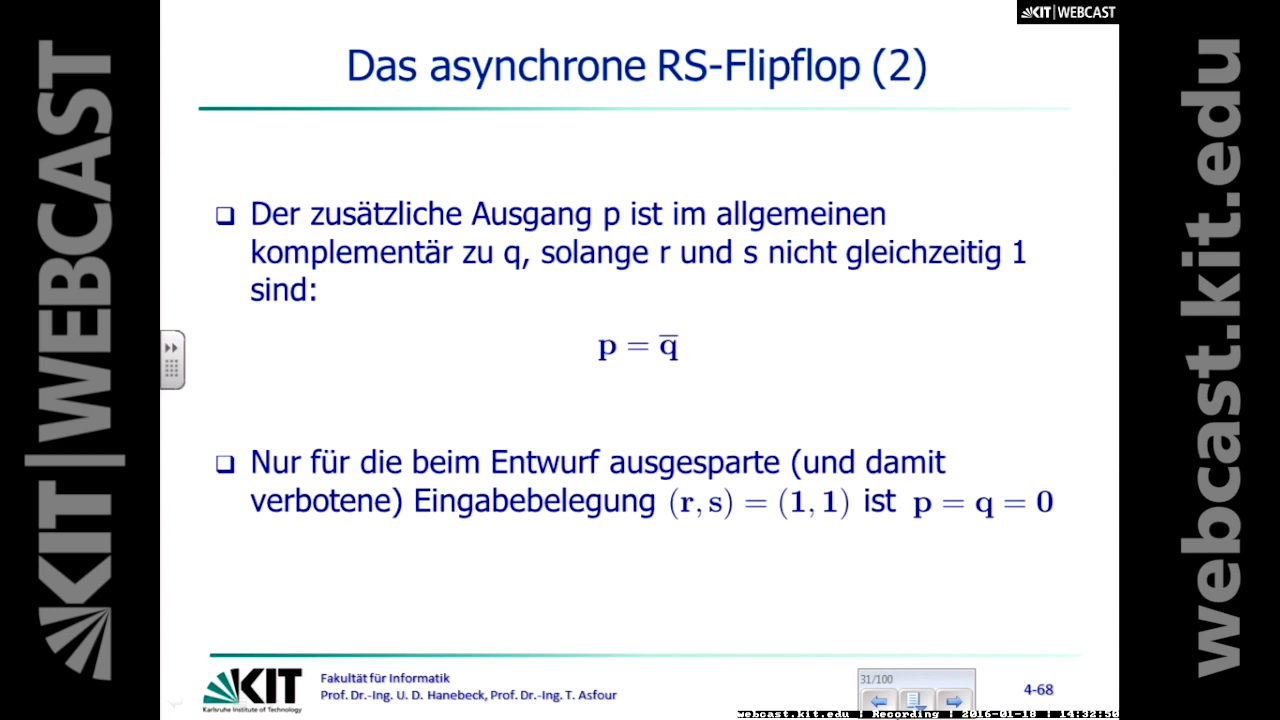 KIT|WEBCAST
KIT|WEBCAST
webcast.kit.edu
Das asynchrone RS-Flipflop (2)
❑ Der zusätzliche Ausgang p ist im allgemeinen
komplementär zu q, solange r und s nicht gleichzeitig 1
sind:
p = q̅
❑ Nur für die beim Entwurf ausgesparte (und damit
verbotene) Eingabebelegung (r, s) = (1, 1) ist p = q = 0
KIT
Karlsruhe Institute of Technology
Fakultät für Informatik
Prof. Dr.-Ing. U. D. Hanebeck, Prof. Dr.-Ing. T. Asfour
31/100
4-68
webcast.kit.edu | Recording | 2016-01-18 | 14:32:50